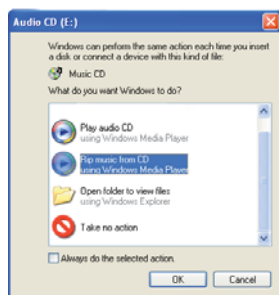 Audio CD (E:)
Windows can perform the same action each time you insert
a disk or connect a device with this kind of file:
Music CD
What do you want Windows to do?
Play audio CD
using Windows Media Player
Rip music from CD
using Windows Media Player
Open folder to view files
using Windows Explorer
Take no action
Always do the selected action.
OK
Cancel